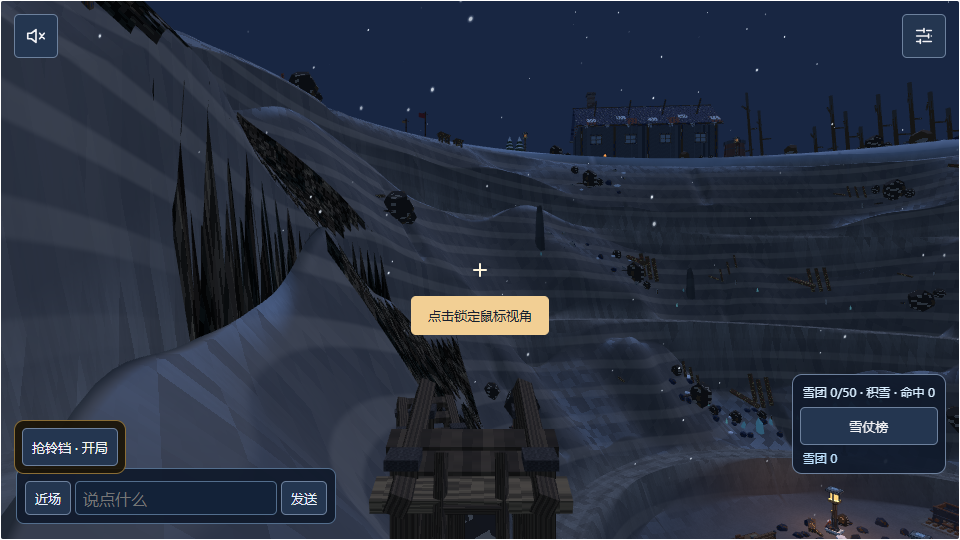 点击锁定鼠标视角
雪团 0/50 · 积雪 · 命中 0
雪仗榜
雪团 0
抢铃铛 · 开局
近场
说点什么
发送